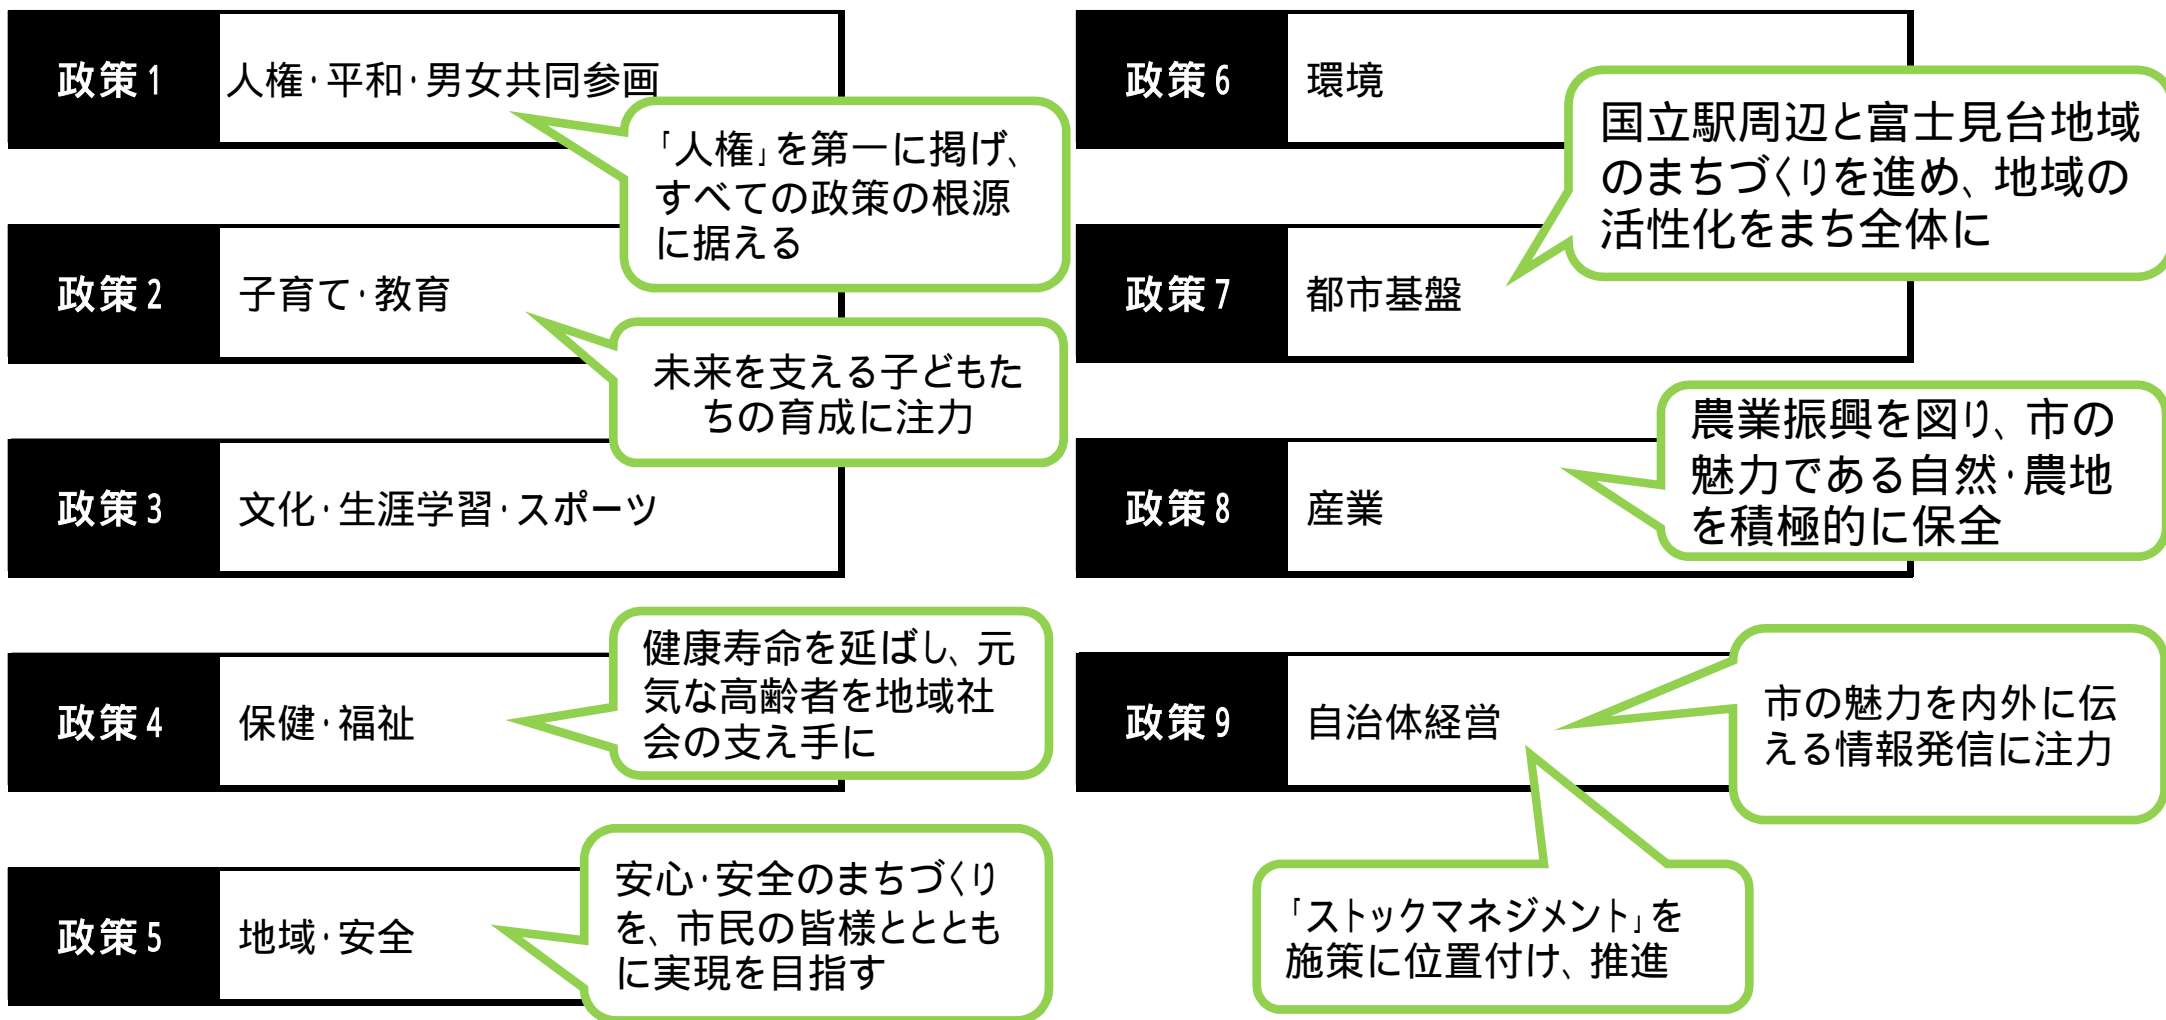 政策1
人権・平和・男女共同参画
「人権」を第一に掲げ、
すべての政策の根源
に据える
政策2
子育て・教育
未来を支える子どもた
ちの育成に注力
政策3
文化・生涯学習・スポーツ
政策4
保健・福祉
健康寿命を延ばし、元
気な高齢者を地域社
会の支え手に
政策5
地域・安全
安心・安全のまちづくり
を、市民の皆様ととも
に実現を目指す
政策6
環境
政策7
都市基盤
国立駅周辺と富士見台地域
のまちづくりを進め、地域の
活性化をまち全体に
政策8
産業
農業振興を図り、市の
魅力である自然・農地
を積極的に保全
政策9
自治体経営
市の魅力を内外に伝
える情報発信に注力
「ストックマネジメント」を
施策に位置付け、推進